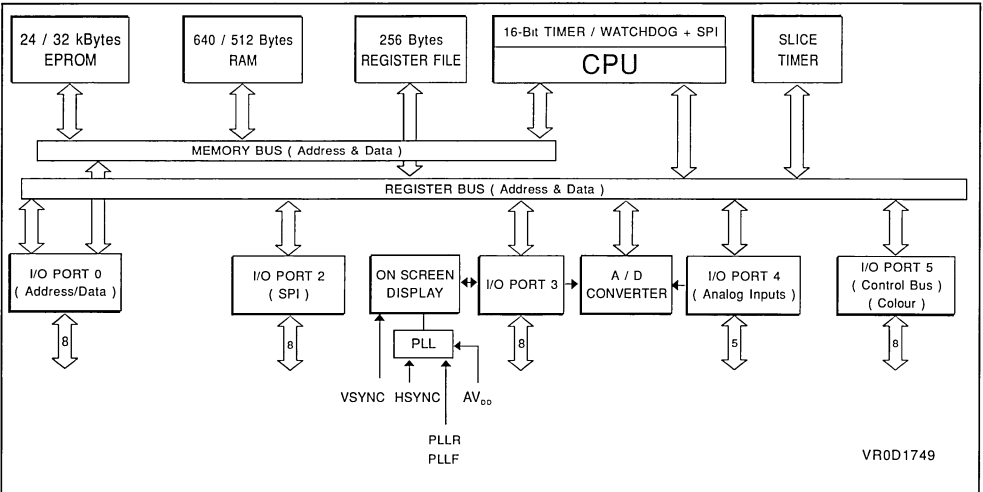 24 / 32 kBytes
EPROM
640 / 512 Bytes
RAM
256 Bytes
REGISTER FILE
16-Bit TIMER / WATCHDOG + SPI
CPU
SLICE
TIMER
MEMORY BUS ( Address & Data )
REGISTER BUS ( Address & Data )
I/O PORT 0
( Address/Data )
I/O PORT 2
( SPI )
ON SCREEN
DISPLAY
I/O PORT 3
A / D
CONVERTER
I/O PORT 4
( Analog Inputs )
I/O PORT 5
( Control Bus )
( Colour )
PLL
8
8
8
5
8
VSYNC
HSYNC
AVDD
PLLR
PLLF
VR0D1749